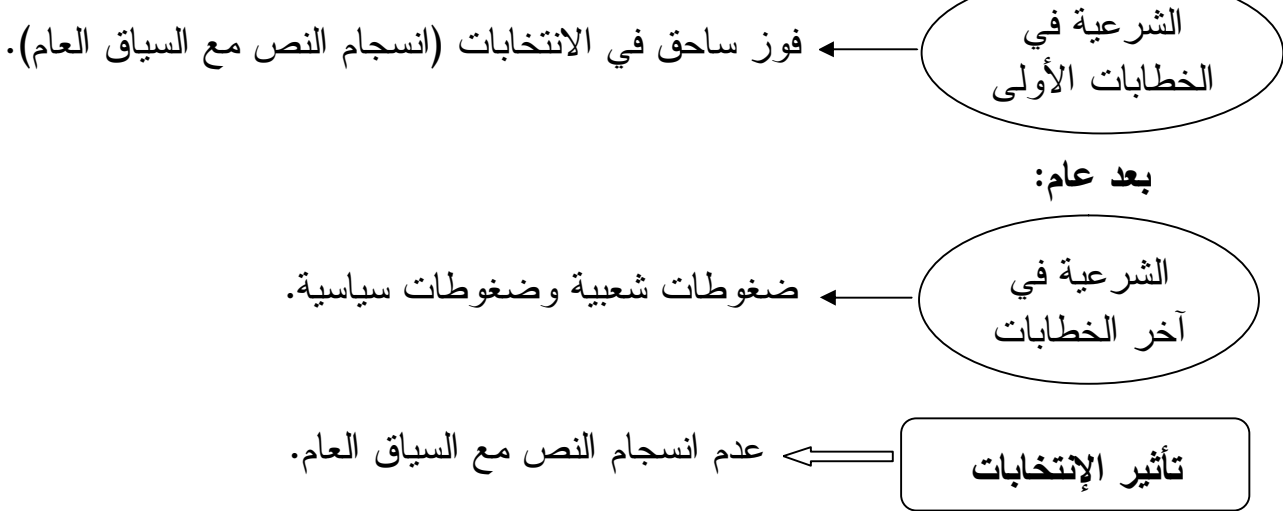 الشرعية في
الخطابات الأولى
فوز ساحق في الانتخابات (انسجام النص مع السياق العام).
بعد عام:
الشرعية في
آخر الخطابات
ضغوطات شعبية وضغوطات سياسية.
تأثير الإنتخابات
عدم انسجام النص مع السياق العام.